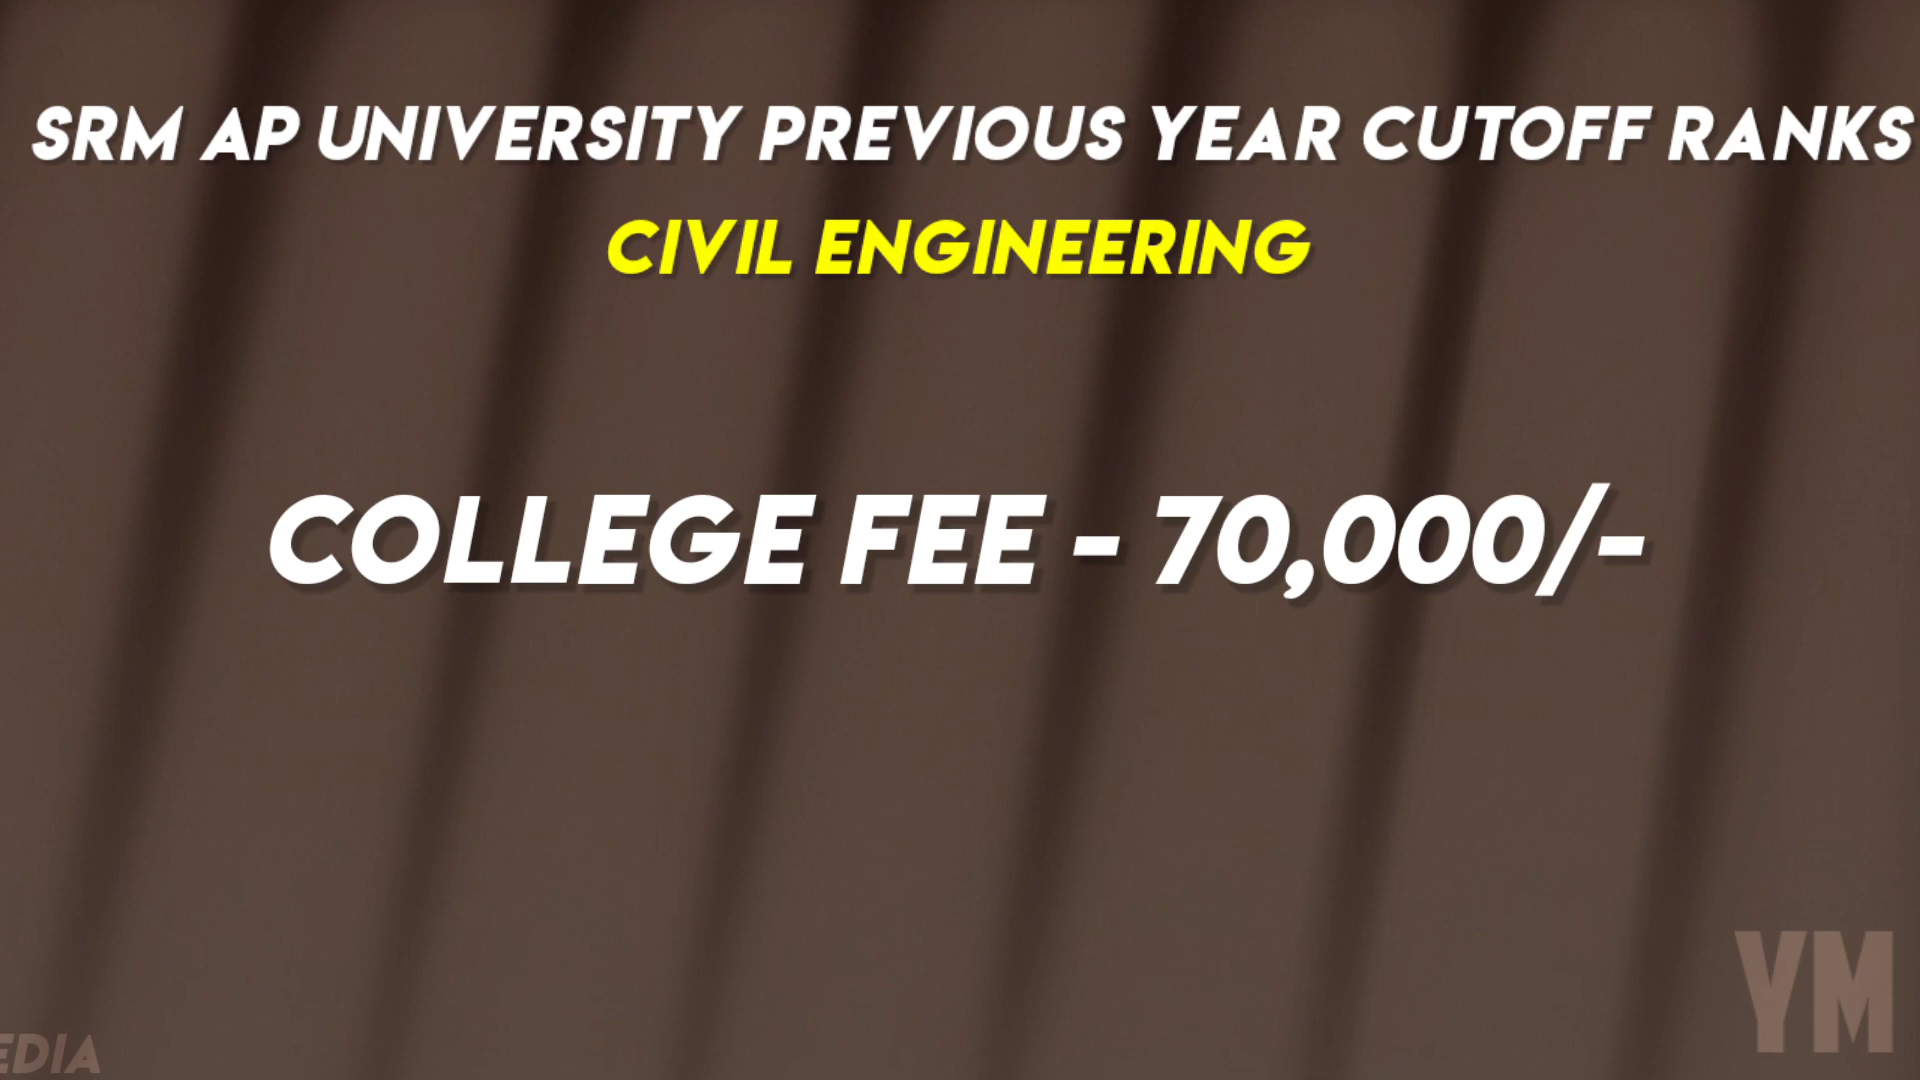 SRM AP UNIVERSITY PREVIOUS YEAR CUTOFF RANKS
CIVIL ENGINEERING
COLLEGE FEE - 70,000/-
YM
EDIA